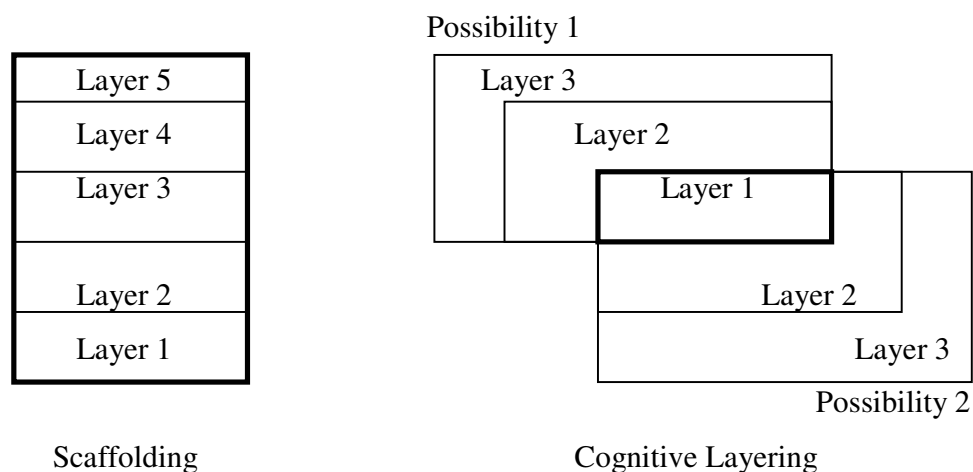 Possibility 1
Layer 5
Layer 4
Layer 3
Layer 2
Layer 1
Layer 3
Layer 2
Layer 1
Layer 2
Layer 3
Possibility 2
Scaffolding
Cognitive Layering